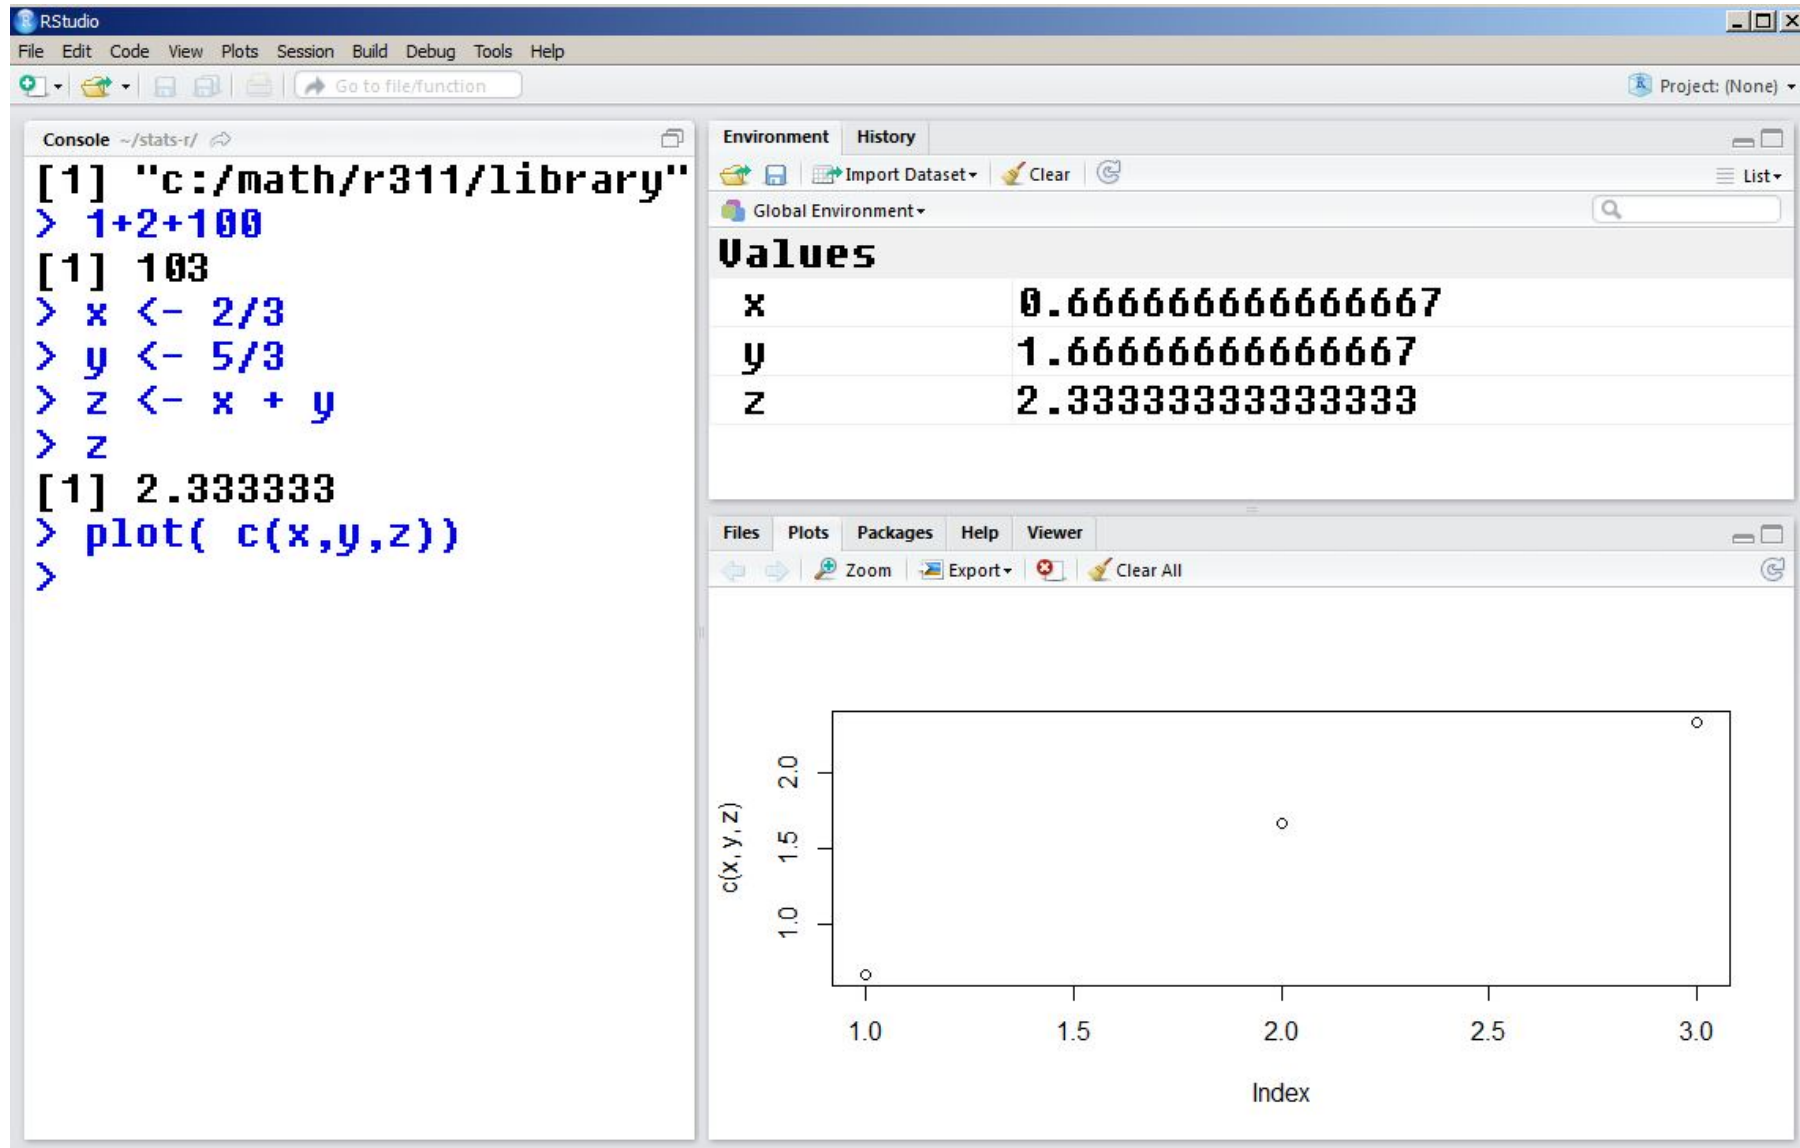 RStudio
File Edit Code View Plots Session Build Debug Tools Help
Go to file/function
Project: (None)
Console ~/stats-r/
[1] "c:/math/r311/library"
> 1+2+100
[1] 103
> x <- 2/3
> y <- 5/3
> z <- x + y
> z
[1] 2.333333
> plot( c(x,y,z))
>
Environment History
Import Dataset Clear
List
Global Environment
Values
x 0.666666666666667
y 1.66666666666667
z 2.33333333333333
Files Plots Packages Help Viewer
Zoom Export Clear All
c(x, y, z)
2.0
1.5
1.0
1.0 1.5 2.0 2.5 3.0
Index